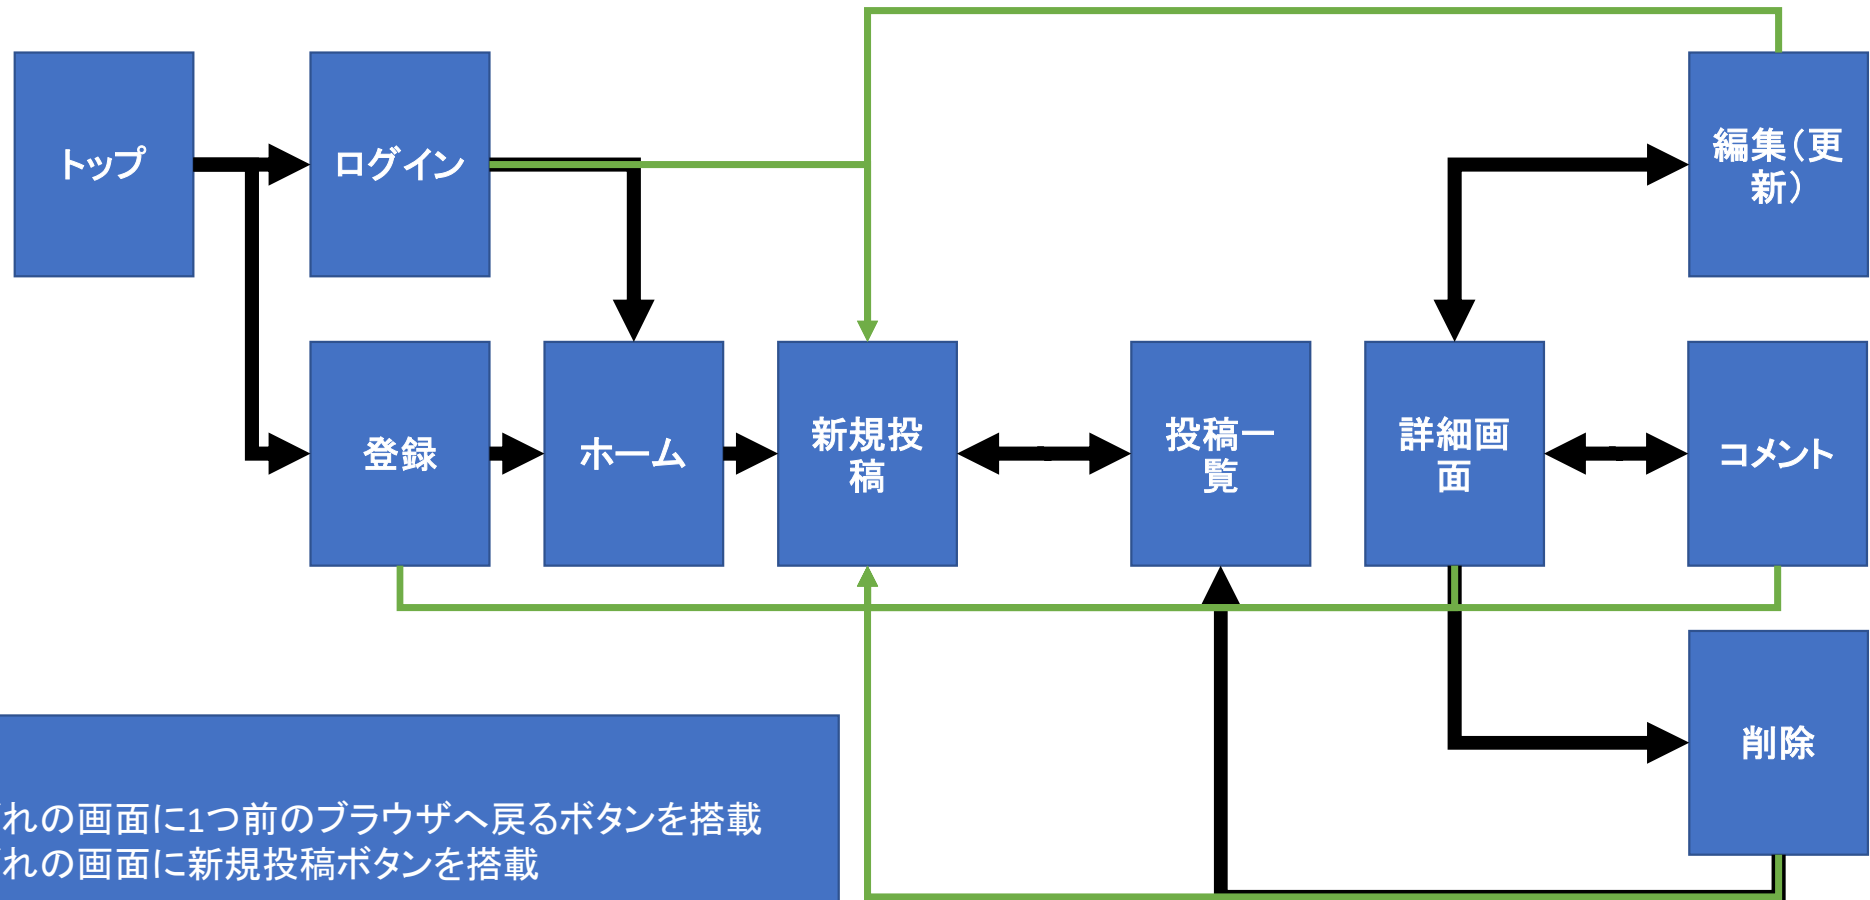 トップ
ログイン
編集（更
新）
登録
ホーム
新規投
稿
投稿一
覧
詳細画
面
コメント
削除
れの画面に1つ前のブラウザへ戻るボタンを搭載
れの画面に新規投稿ボタンを搭載